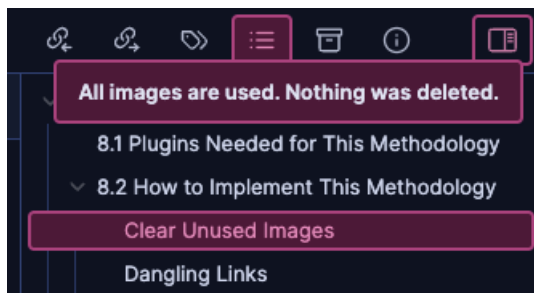 All images are used. Nothing was deleted.
8.1 Plugins Needed for This Methodology
8.2 How to Implement This Methodology
Clear Unused Images
Dangling Links